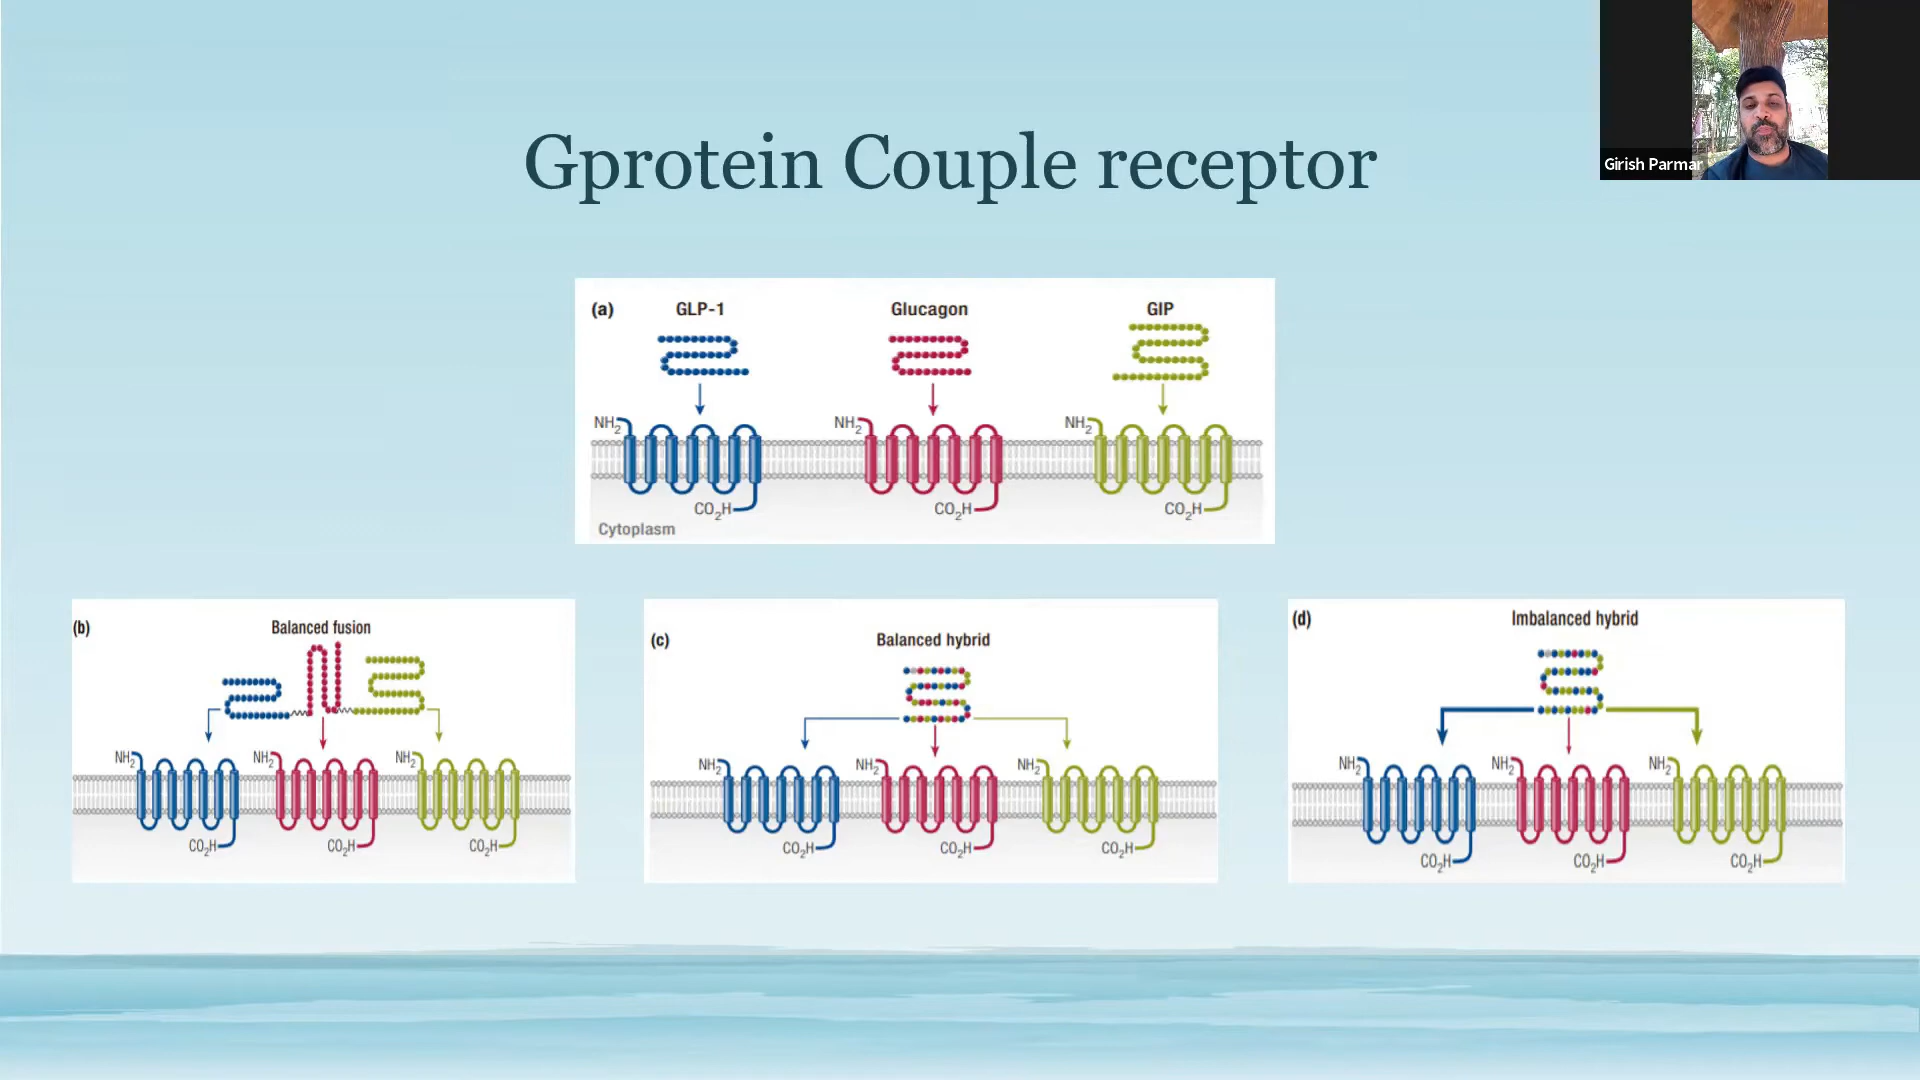 Gprotein Couple receptor
Girish Parmar
(a) GLP-1 Glucagon GIP
NH2 NH2 NH2
CO2H CO2H CO2H
Cytoplasm
(b) Balanced fusion
NH2 NH2 NH2
CO2H CO2H CO2H
(c) Balanced hybrid
NH2 NH2 NH2
CO2H CO2H CO2H
(d) Imbalanced hybrid
NH2 NH2 NH2
CO2H CO2H CO2H